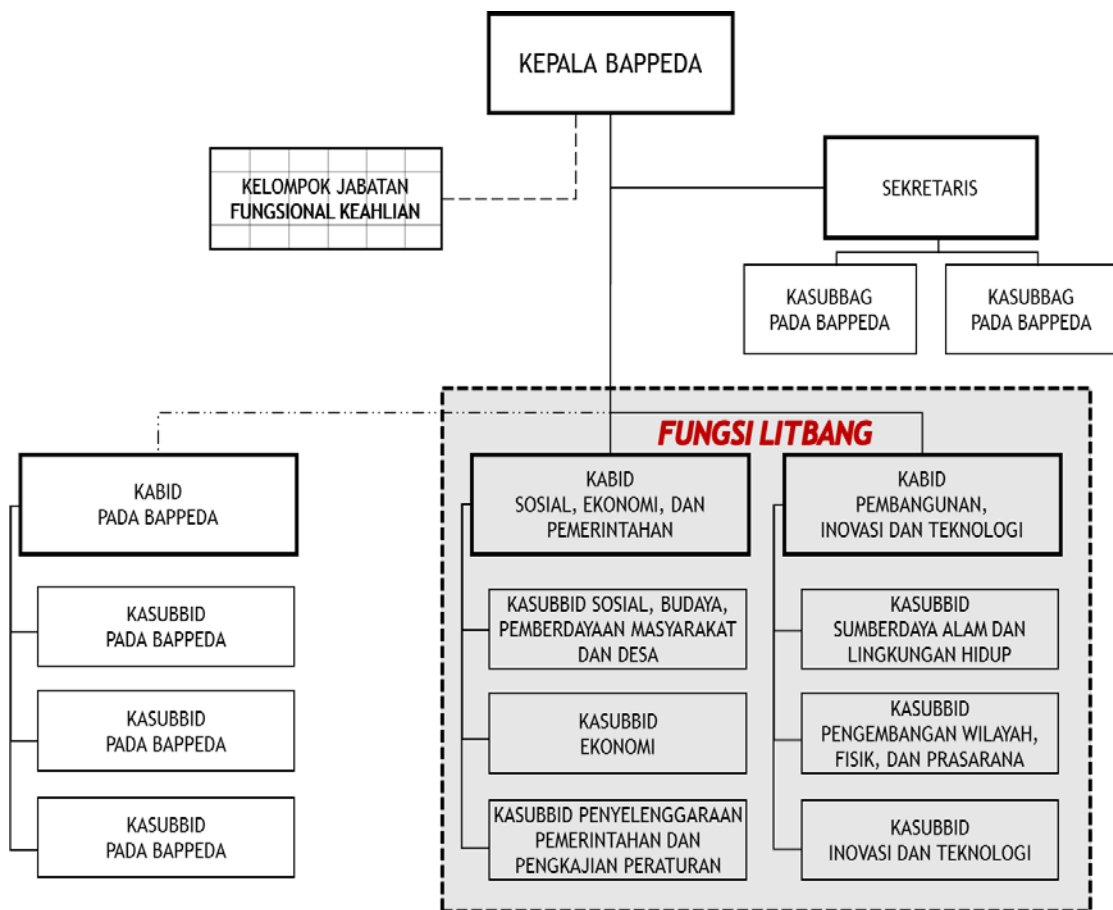 KEPALA BAPPEDA
KELOMPOK JABATAN
FUNGSIONAL KEAHLIAN
SEKRETARIS
KASUBBAG
PADA BAPPEDA
KASUBBAG
PADA BAPPEDA
FUNGSI LITBANG
KABID
PADA BAPPEDA
KASUBBID
PADA BAPPEDA
KASUBBID
PADA BAPPEDA
KASUBBID
PADA BAPPEDA
KABID
SOSIAL, EKONOMI, DAN
PEMERINTAHAN
KASUBBID SOSIAL, BUDAYA,
PEMBERDAYAAN MASYARAKAT
DAN DESA
KASUBBID
EKONOMI
KASUBBID PENYELENGGARAAN
PEMERINTAHAN DAN
PENGKAJIAN PERATURAN
KABID
PEMBANGUNAN,
INOVASI DAN TEKNOLOGI
KASUBBID
SUMBERDAYA ALAM DAN
LINGKUNGAN HIDUP
KASUBBID
PENGEMBANGAN WILAYAH,
FISIK, DAN PRASARANA
KASUBBID
INOVASI DAN TEKNOLOGI